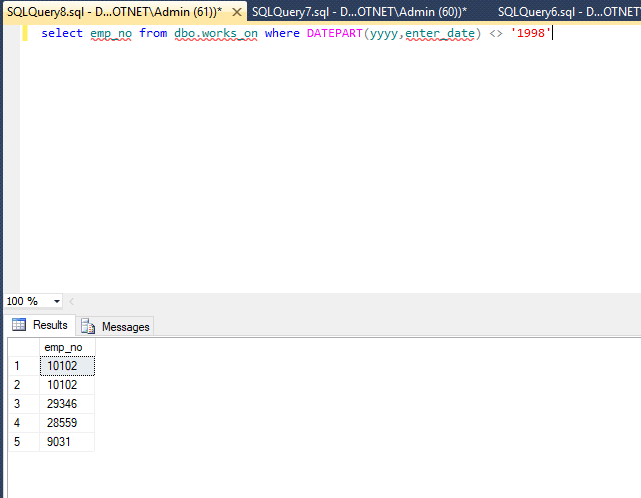 SQLQuery8.sql - D...OTNET\Admin (61))* SQLQuery7.sql - D...OTNET\Admin (60))* SQLQuery6.sql - D...OTNET
select emp_no from dbo.works_on where DATEPART(yyyy,enter_date) <> '1998'
100 %
Results Messages
emp_no
1 10102
2 10102
3 29346
4 28559
5 9031